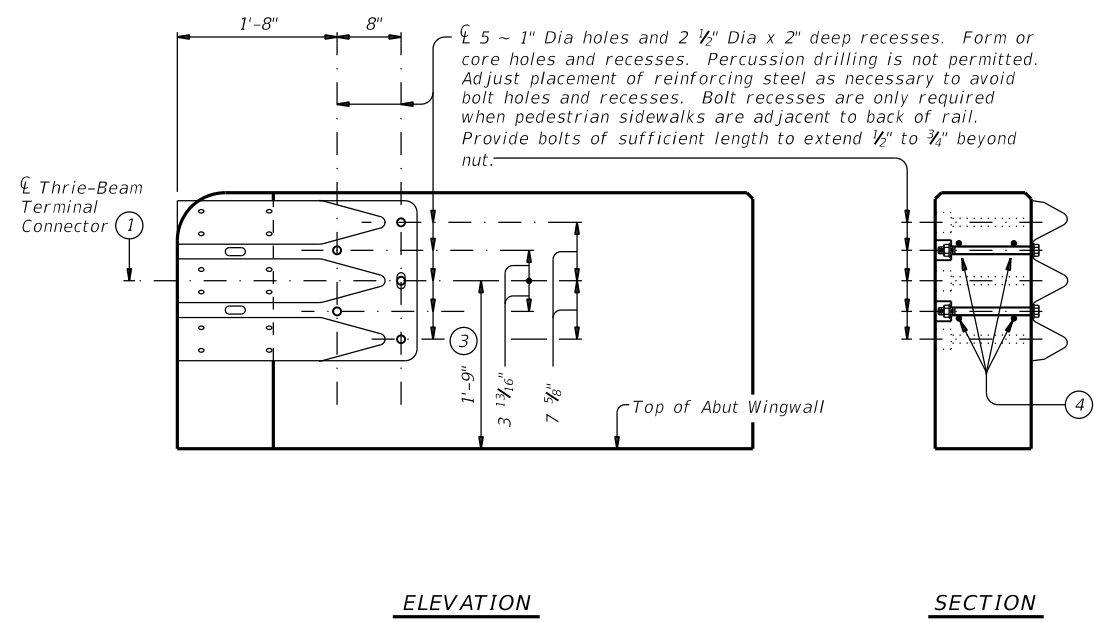 1'-8"
8"
℄ 5 ~ 1" Dia holes and 2 1/2" Dia x 2" deep recesses. Form or
core holes and recesses. Percussion drilling is not permitted.
Adjust placement of reinforcing steel as necessary to avoid
bolt holes and recesses. Bolt recesses are only required
when pedestrian sidewalks are adjacent to back of rail.
Provide bolts of sufficient length to extend 1/2" to 3/4" beyond
nut.
℄ Thrie-Beam
Terminal
Connector 1
3
1'-9"
3 13/16"
7 5/8"
Top of Abut Wingwall
4
ELEVATION
SECTION